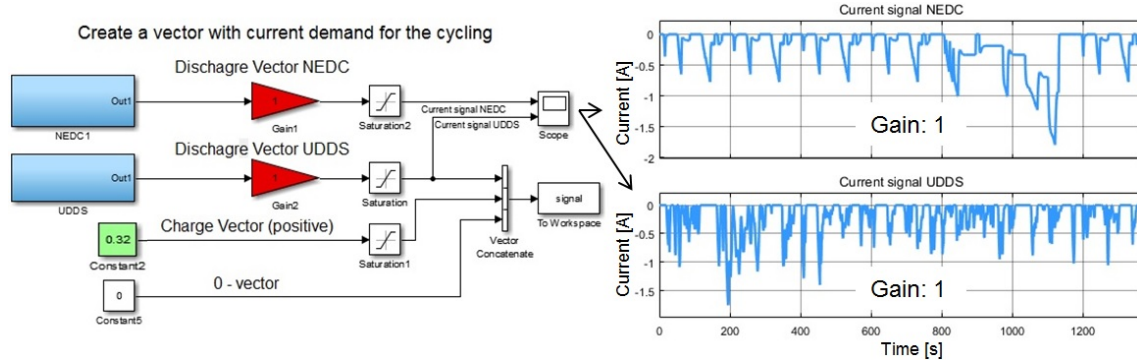 Create a vector with current demand for the cycling
Dischagre Vector NEDC
Out1
1
NEDC1
Gain1
Saturation2
Current signal NEDC
Current signal UDDS
Scope
Dischagre Vector UDDS
Out1
1
UDDS
Gain2
Saturation
signal
To Workspace
Charge Vector (positive)
0.32
Constant2
Saturation1
Vector
Concatenate
0 - vector
0
Constant5
Current signal NEDC
Current [A]
0
-0.5
-1
-1.5
-2
Gain: 1
Current signal UDDS
Current [A]
0
-0.5
-1
-1.5
Gain: 1
0 200 400 600 800 1000 1200
Time [s]